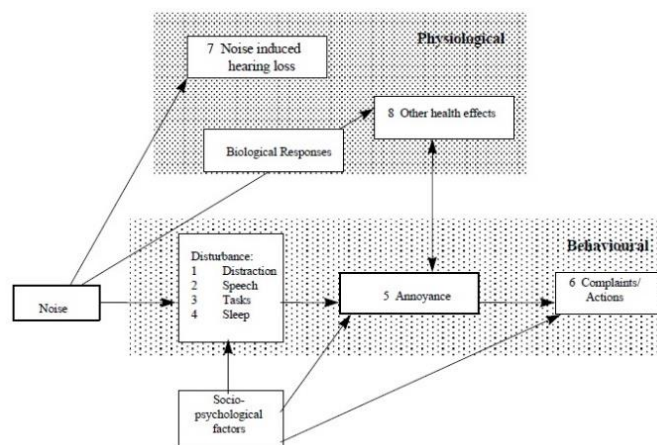 Physiological
7 Noise induced
hearing loss
8 Other health effects
Biological Responses
Behavioural
Disturbance:
1 Distraction
2 Speech
3 Tasks
4 Sleep
Noise
5 Annoyance
6 Complaints/
Actions
Socio-
psychological
factors